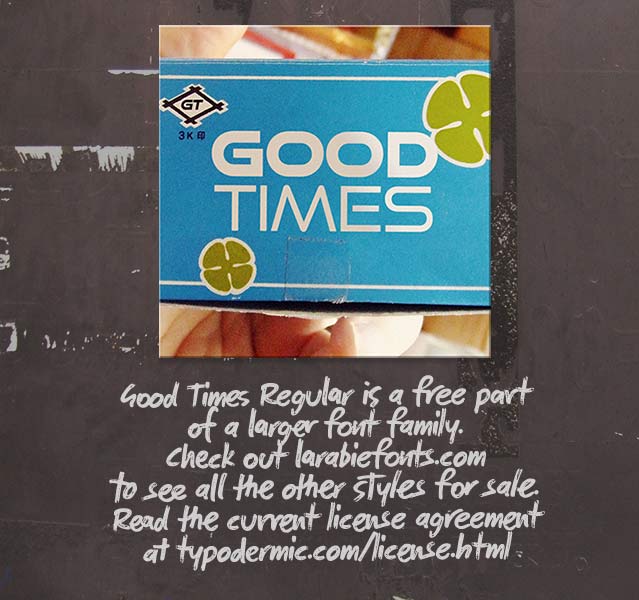 GT
3K印
GOOD
TIMES
Good Times Regular is a free part
of a larger font family.
Check out larabiefonts.com
to see all the other styles for sale.
Read the current license agreement
at typodermic.com/license.html